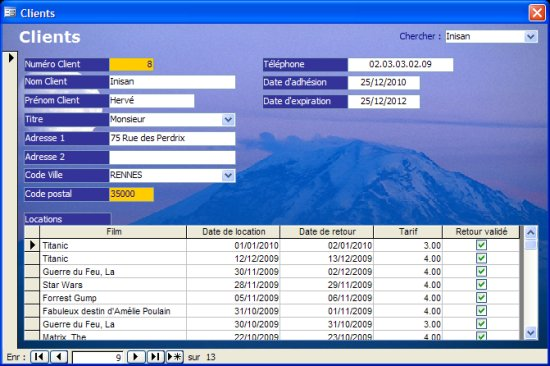 Clients
Clients
Chercher : Inisan
Numéro Client 8
Téléphone 02.03.03.02.09
Nom Client Inisan
Date d'adhésion 25/12/2010
Prénom Client Hervé
Date d'expiration 25/12/2012
Titre Monsieur
Adresse 1 75 Rue des Perdrix
Adresse 2
Code Ville RENNES
Code postal 35000
Locations
Film Date de location Date de retour Tarif Retour validé
Titanic 01/01/2010 02/01/2010 3.00
Titanic 12/12/2009 13/12/2009 4.00
Guerre du Feu, La 30/11/2009 02/12/2009 4.00
Star Wars 28/11/2009 29/11/2009 4.00
Forrest Gump 05/11/2009 06/11/2009 4.00
Fabuleux destin d'Amélie Poulain 31/10/2009 01/11/2009 4.00
Guerre du Feu, La 30/10/2009 31/10/2009 3.00
Matrix, The 22/10/2009 23/10/2009 4.00
Enr : 9 sur 13